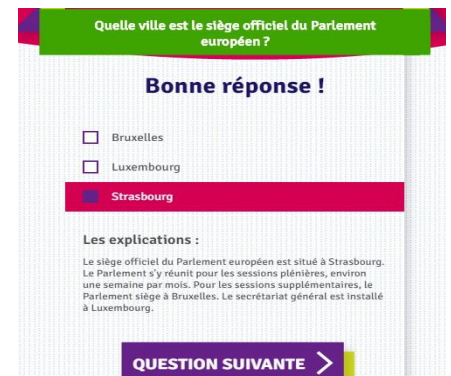 Quelle ville est le siège officiel du Parlement
européen ?
Bonne réponse !
Bruxelles
Luxembourg
Strasbourg
Les explications :
Le siège officiel du Parlement européen est situé à Strasbourg.
Le Parlement s'y réunit pour les sessions plénières, environ
une semaine par mois. Pour les sessions supplémentaires, le
Parlement siège à Bruxelles. Le secrétariat général est installé
à Luxembourg.
QUESTION SUIVANTE